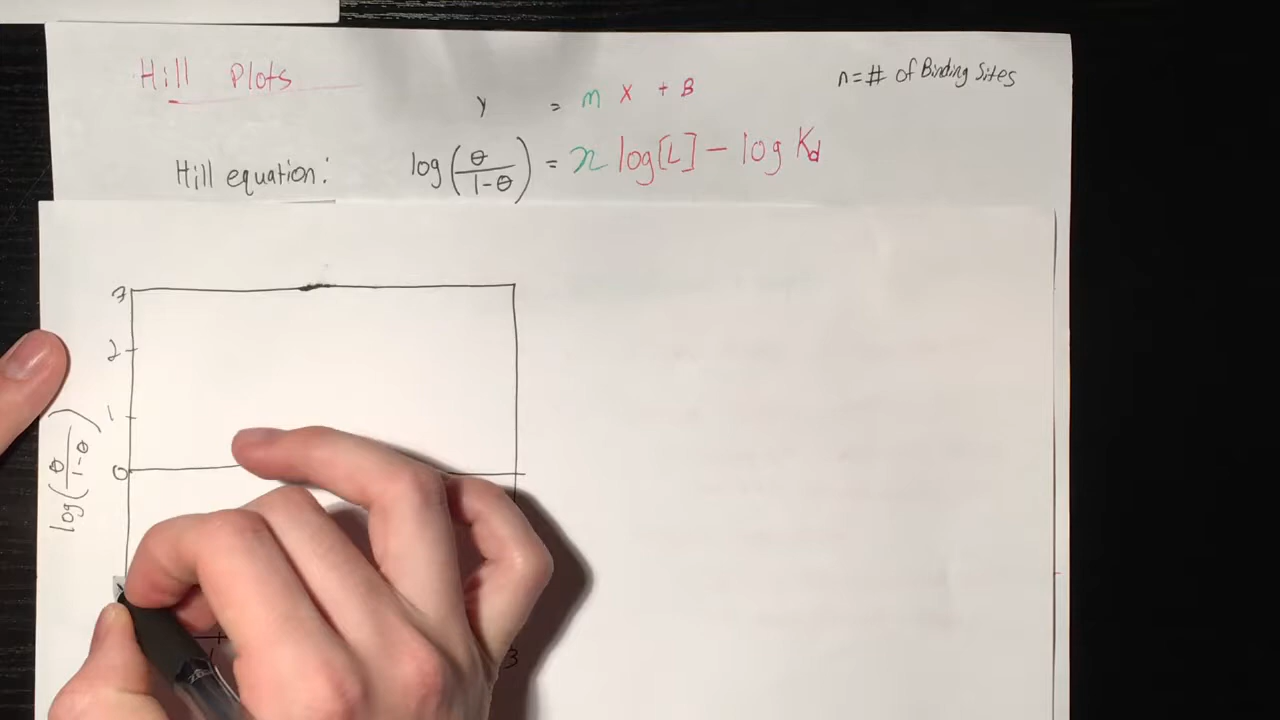 Hill Plots
n=# of Binding Sites
y = m x + B
Hill equation: log(θ/1-θ) = n log[L] - log Kd
3
2
1
0
log(θ/1-θ)
3